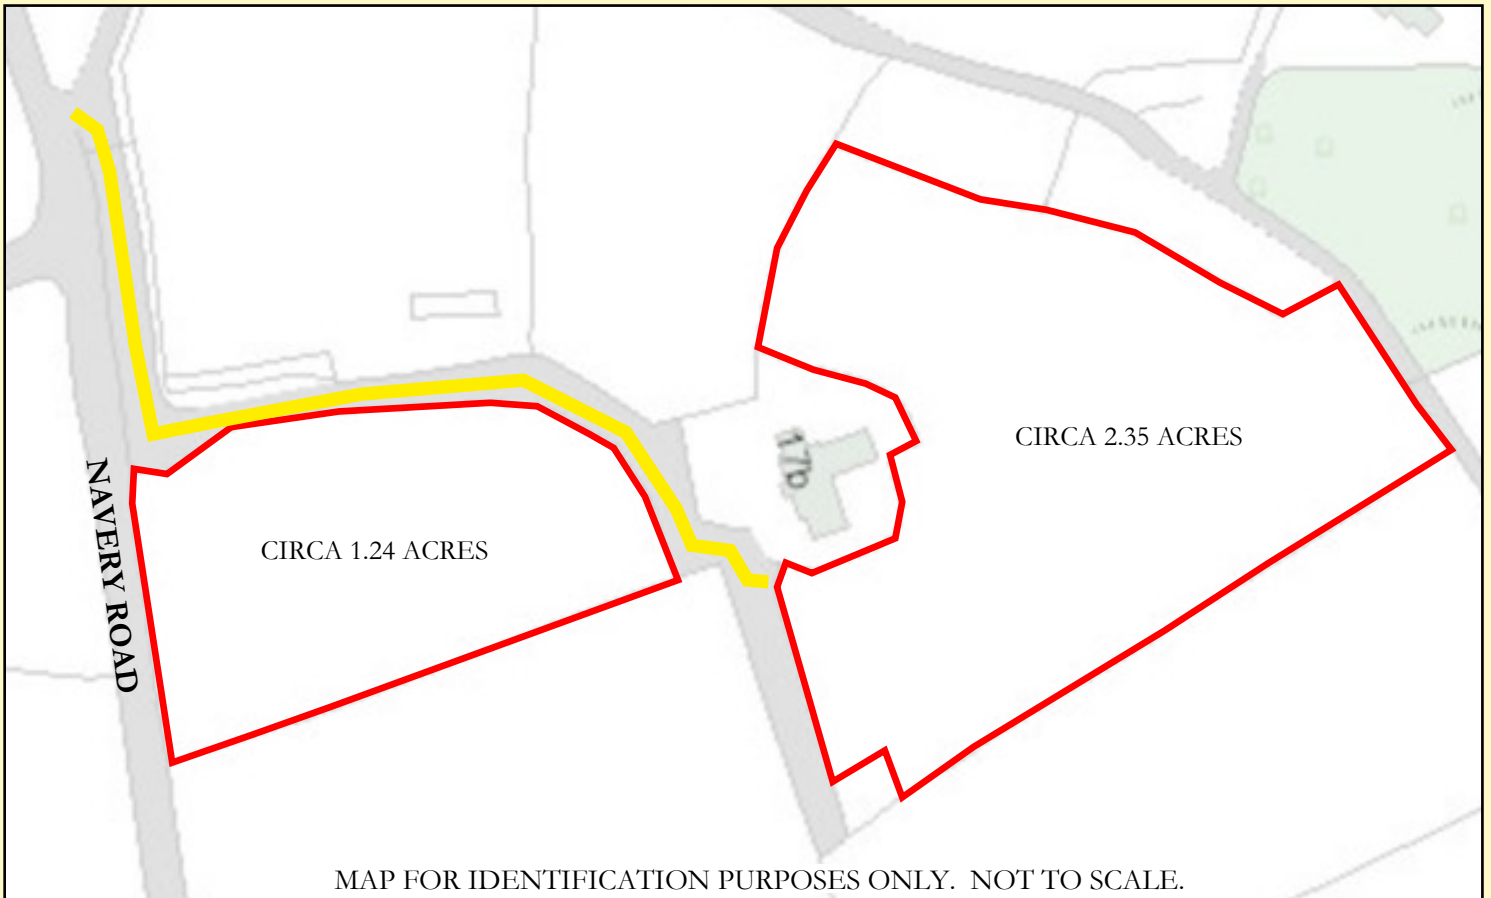 17b
CIRCA 2.35 ACRES
NAVERY ROAD
CIRCA 1.24 ACRES
MAP FOR IDENTIFICATION PURPOSES ONLY. NOT TO SCALE.